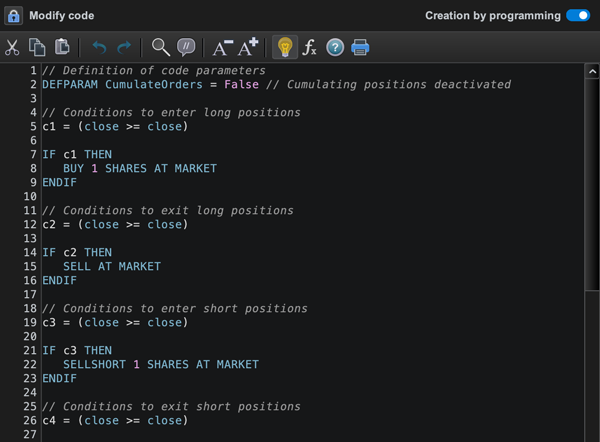 Modify code
Creation by programming
A- A+ fx ?
1 // Definition of code parameters
2 DEFPARAM CumulateOrders = False // Cumulating positions deactivated
3
4 // Conditions to enter long positions
5 c1 = (close >= close)
6
7 IF c1 THEN
8 BUY 1 SHARES AT MARKET
9 ENDIF
10
11 // Conditions to exit long positions
12 c2 = (close >= close)
13
14 IF c2 THEN
15 SELL AT MARKET
16 ENDIF
17
18 // Conditions to enter short positions
19 c3 = (close >= close)
20
21 IF c3 THEN
22 SELLSHORT 1 SHARES AT MARKET
23 ENDIF
24
25 // Conditions to exit short positions
26 c4 = (close >= close)
27